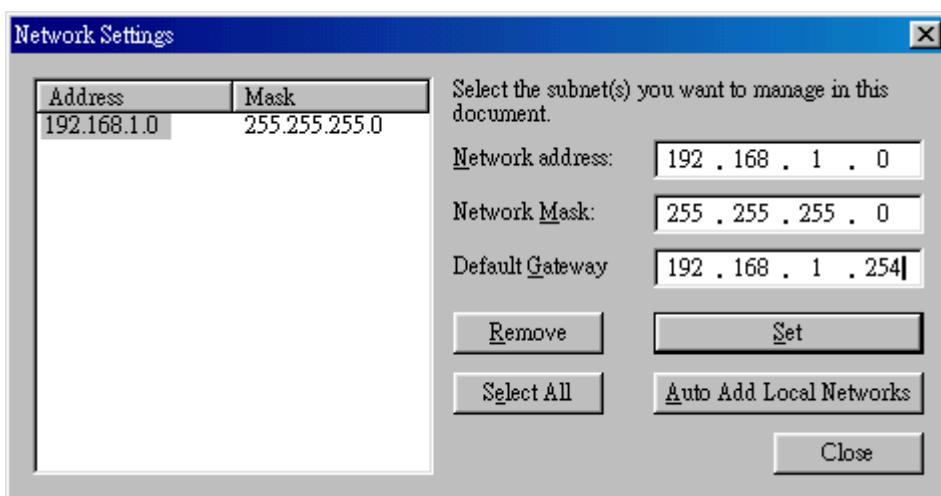 Network Settings
Address Mask
192.168.1.0 255.255.255.0
Select the subnet(s) you want to manage in this
document.
Network address: 192 . 168 . 1 . 0
Network Mask: 255 . 255 . 255 . 0
Default Gateway 192 . 168 . 1 . 254
Remove Set
Select All Auto Add Local Networks
Close